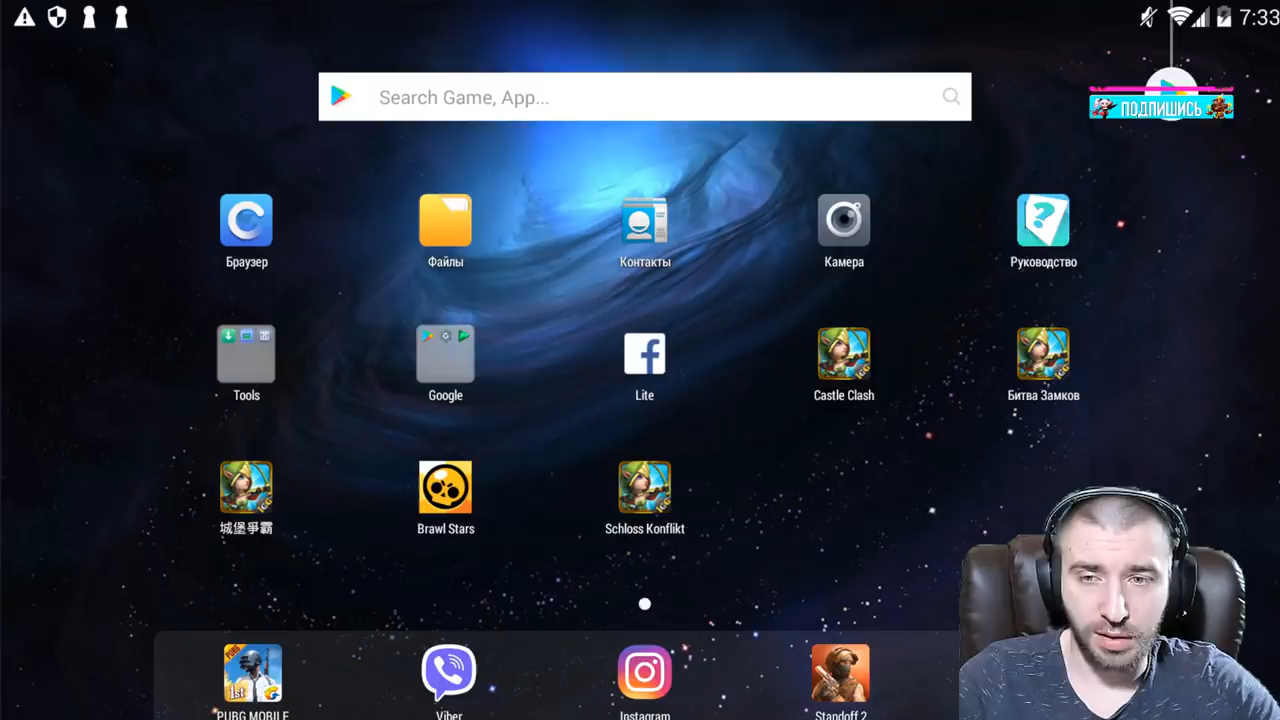 7:33
Search Game, App...
ПОДПИШИСЬ
Браузер
Файлы
Контакты
Камера
Руководство
Tools
Google
Lite
Castle Clash
Битва Замков
城堡爭霸
Brawl Stars
Schloss Konflikt
PUBG MOBILE
Viber
Instagram
Standoff 2